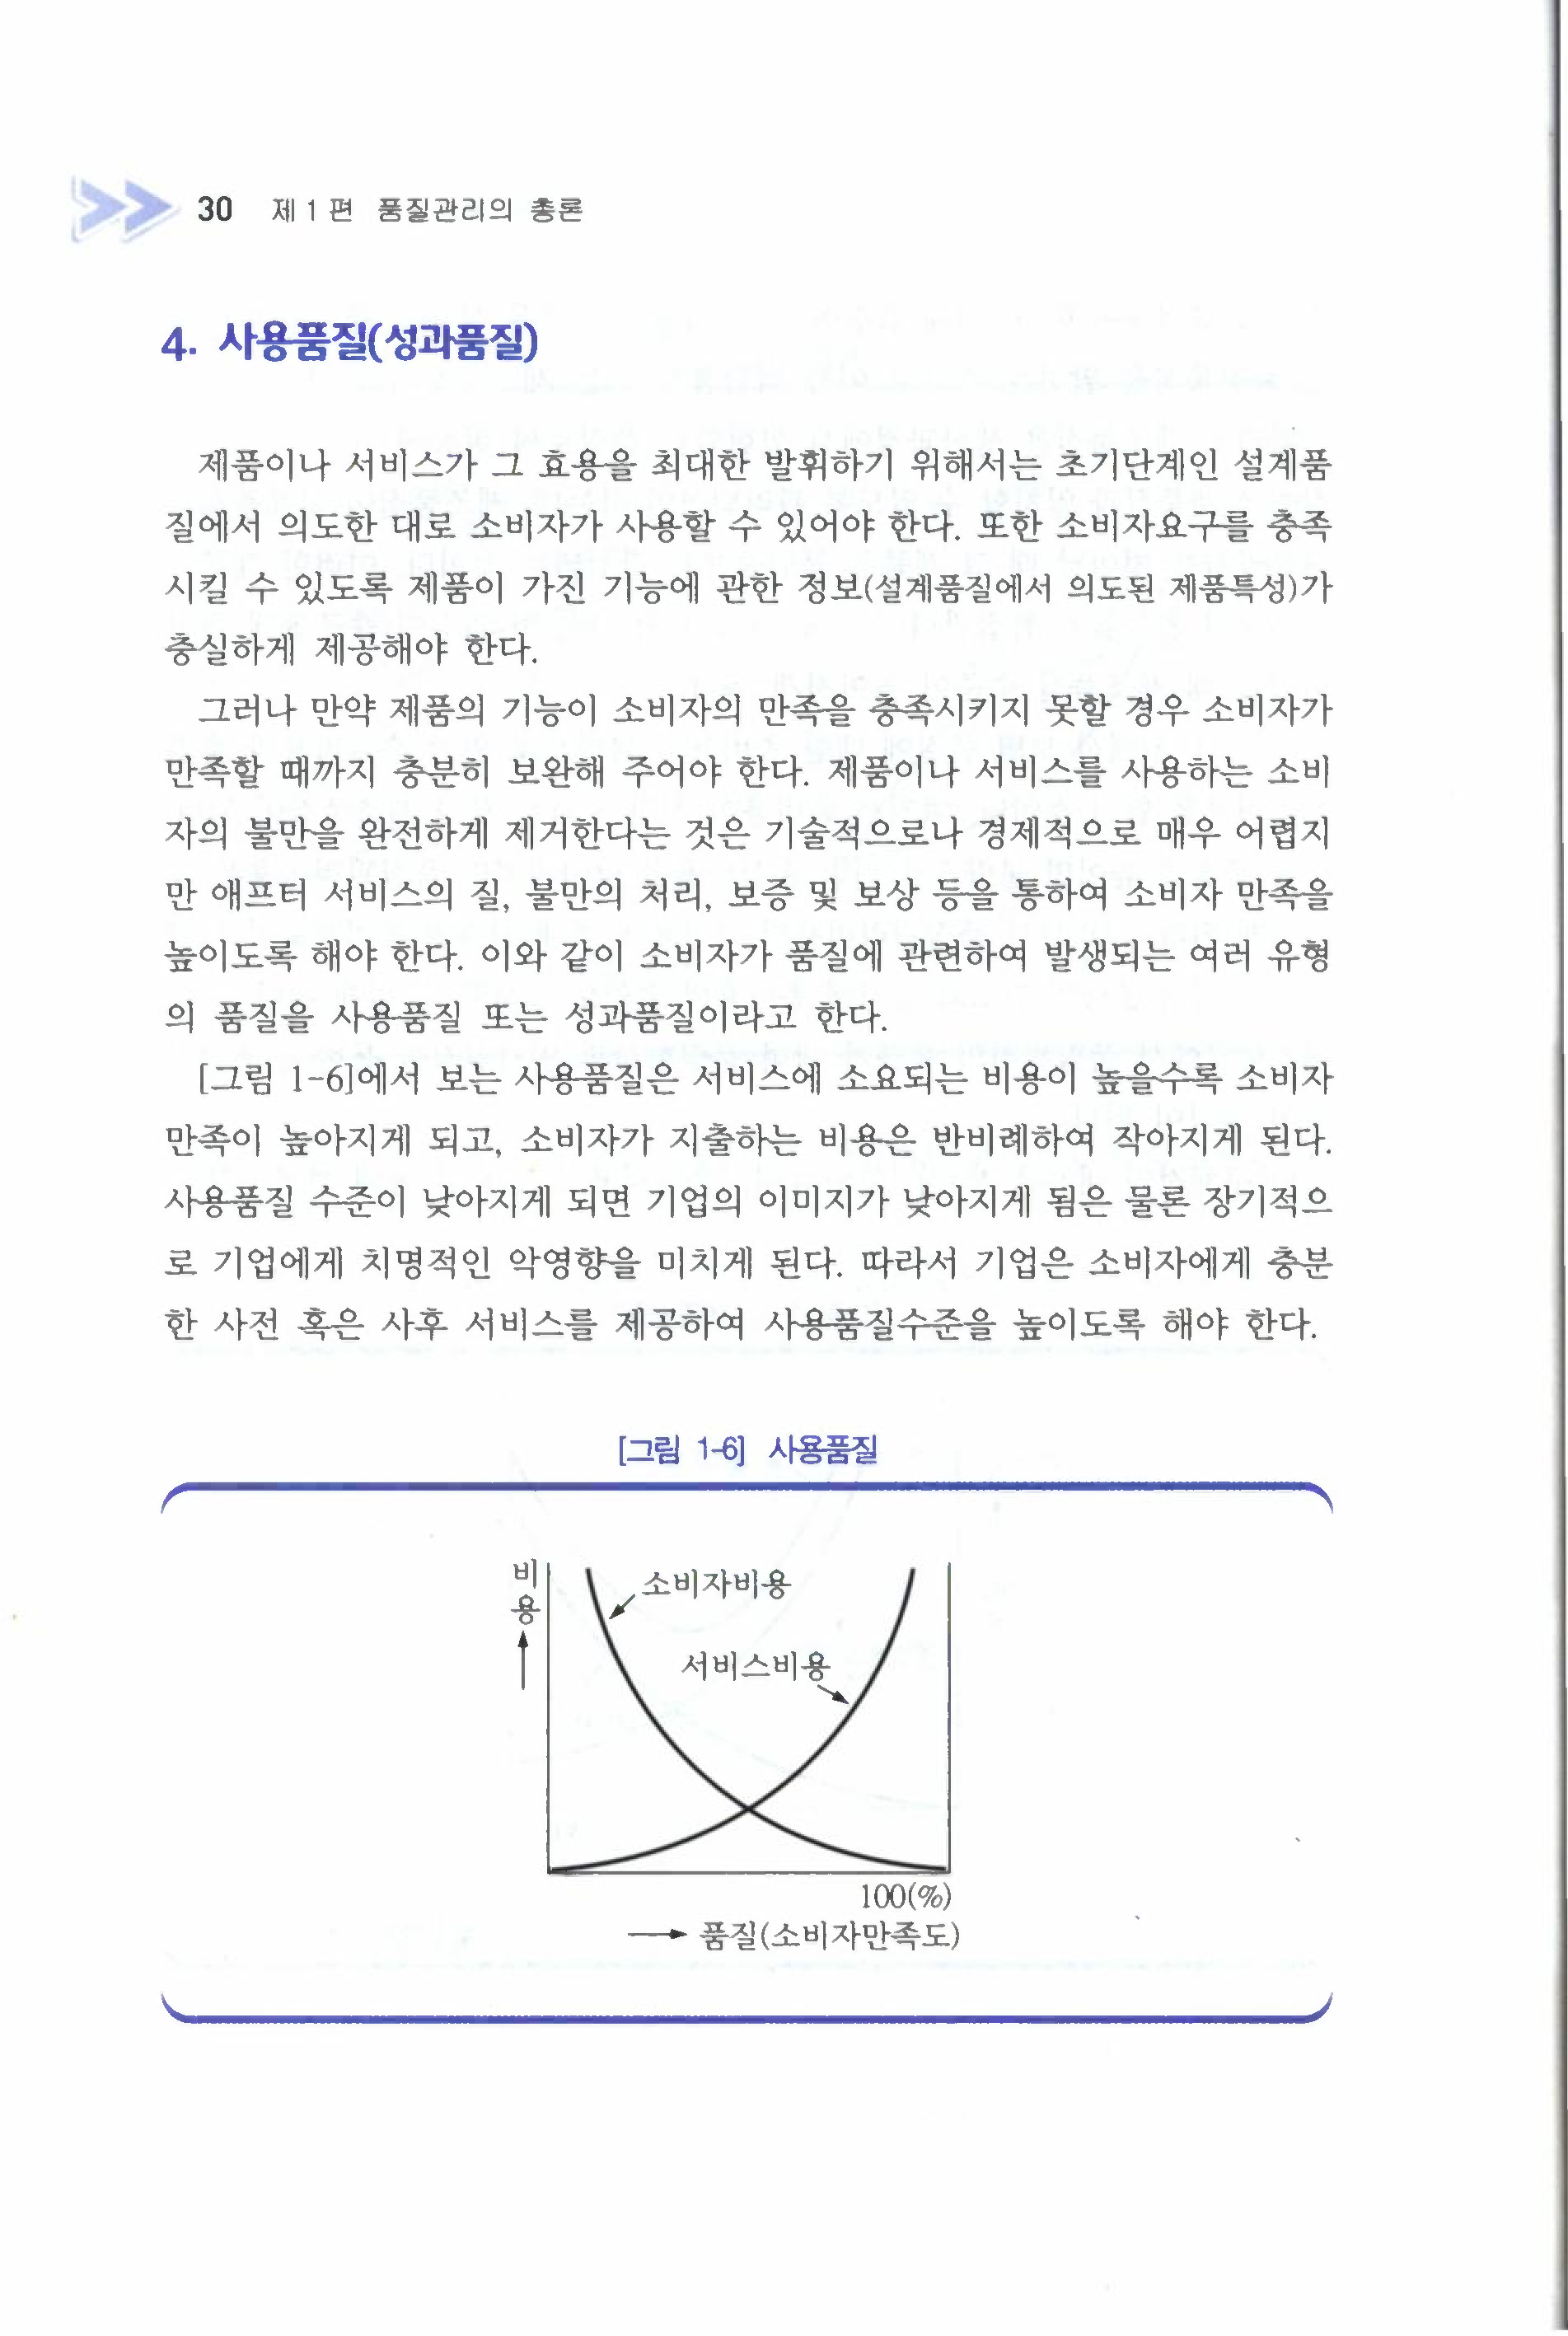 30 제 1 편 품질관리의 총론
4. 사용품질(성과품질)
제품이나 서비스가 그 효용을 최대한 발휘하기 위해서는 초기단계인 설계품
질에서 의도한 대로 소비자가 사용할 수 있어야 한다. 또한 소비자요구를 충족
시킬 수 있도록 제품이 가진 기능에 관한 정보(설계품질에서 의도된 제품특성)가
충실하게 제공해야 한다.
그러나 만약 제품의 기능이 소비자의 만족을 충족시키지 못할 경우 소비자가
만족할 때까지 충분히 보완해 주어야 한다. 제품이나 서비스를 사용하는 소비
자의 불만을 완전하게 제거한다는 것은 기술적으로나 경제적으로 매우 어렵지
만 애프터 서비스의 질, 불만의 처리, 보증 및 보상 등을 통하여 소비자 만족을
높이도록 해야 한다. 이와 같이 소비자가 품질에 관련하여 발생되는 여러 유형
의 품질을 사용품질 또는 성과품질이라고 한다.
[그림 1-6]에서 보는 사용품질은 서비스에 소요되는 비용이 높을수록 소비자
만족이 높아지게 되고, 소비자가 지출하는 비용은 반비례하여 작아지게 된다.
사용품질 수준이 낮아지게 되면 기업의 이미지가 낮아지게 됨은 물론 장기적으
로 기업에게 치명적인 악영향을 미치게 된다. 따라서 기업은 소비자에게 충분
한 사전 혹은 사후 서비스를 제공하여 사용품질수준을 높이도록 해야 한다.
[그림 1-6] 사용품질
비용
소비자비용
서비스비용
100(%)
품질(소비자만족도)